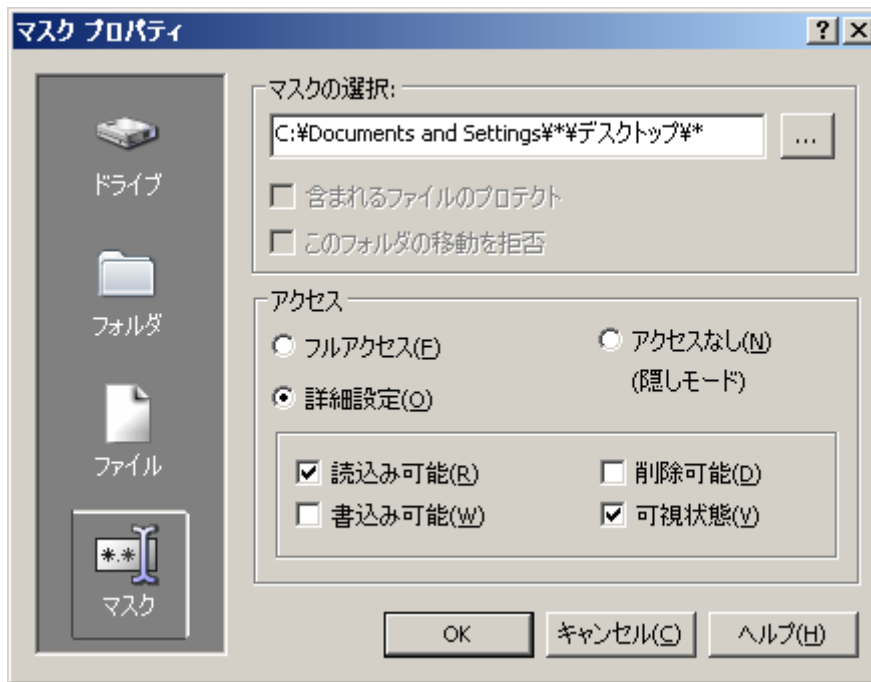 マスク プロパティ
ドライブ
フォルダ
ファイル
*.*
マスク
マスクの選択:
C:¥Documents and Settings¥*¥デスクトップ¥*
...
含まれるファイルのプロテクト
このフォルダの移動を拒否
アクセス
フルアクセス(F)
アクセスなし(N)
(隠しモード)
詳細設定(O)
読込み可能(R)
削除可能(D)
書込み可能(W)
可視状態(V)
OK
キャンセル(C)
ヘルプ(H)